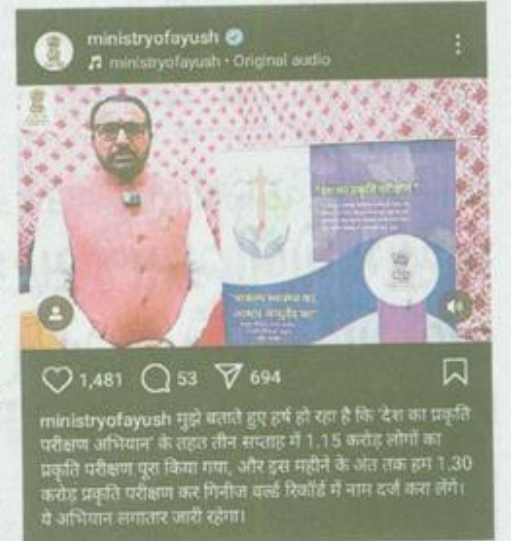 ministryofayush
ministryofayush • Original audio
"देश का प्रकृति परीक्षण"
1,481 53 694
ministryofayush मुझे बताते हुए हर्ष हो रहा है कि 'देश का प्रकृति
परीक्षण अभियान' के तहत तीन सप्ताह में 1.15 करोड़ लोगों का
प्रकृति परीक्षण पूरा किया गया, और इस महीने के अंत तक हम 1.30
करोड़ प्रकृति परीक्षण कर गिनीज वर्ल्ड रिकॉर्ड में नाम दर्ज करा लेंगे।
ये अभियान लगातार जारी रहेगा।